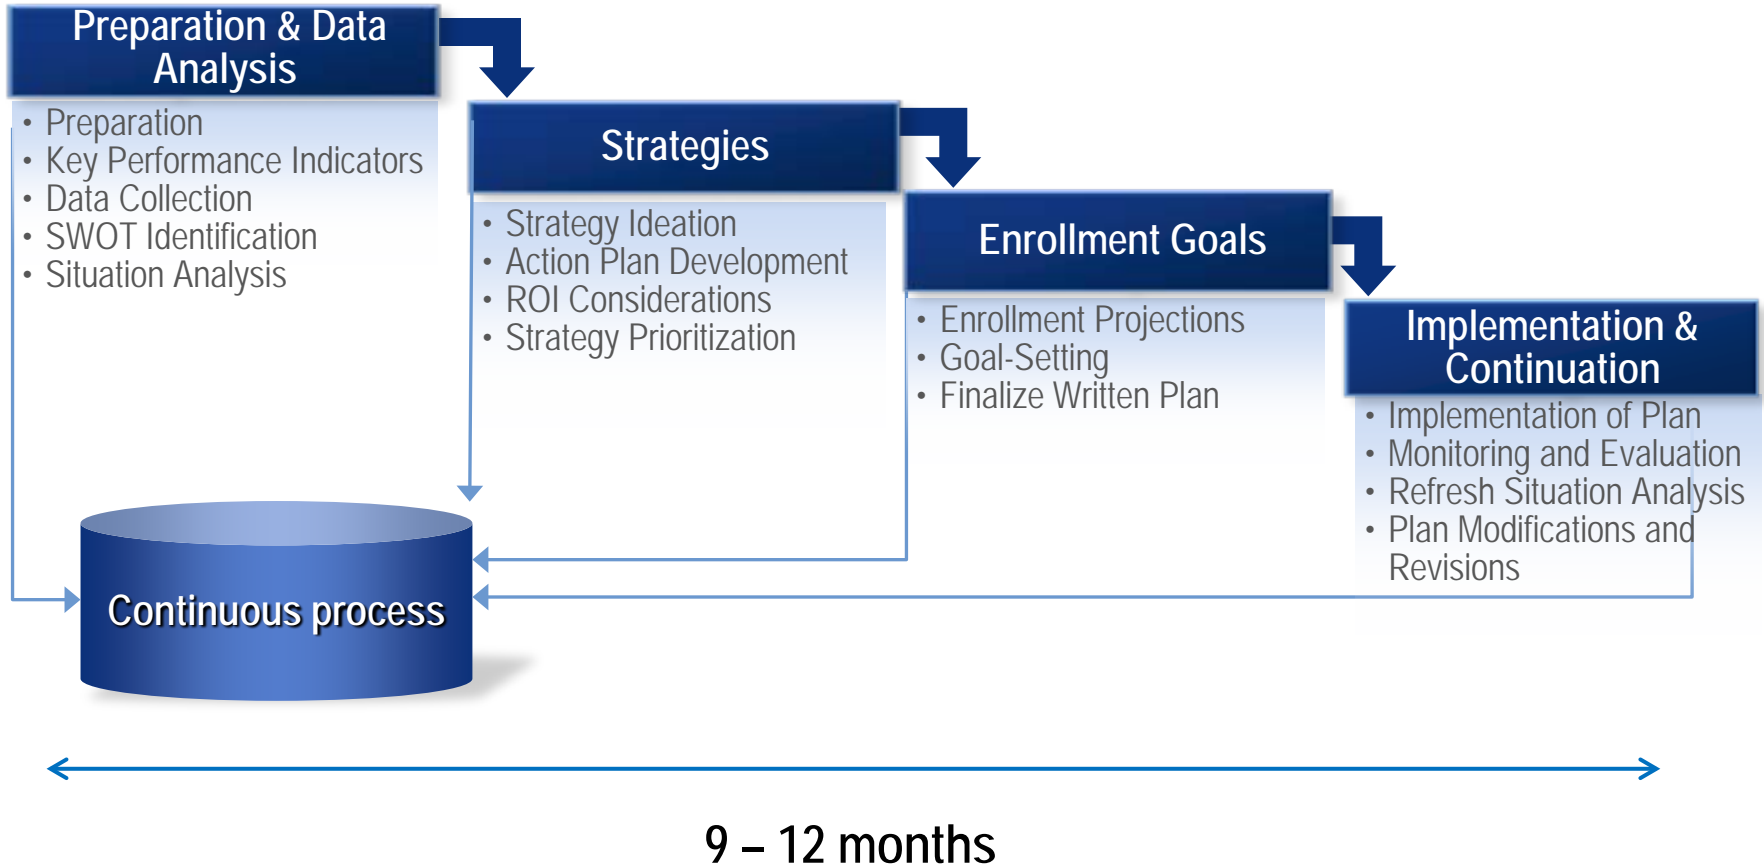 Preparation & Data
Analysis
• Preparation
• Key Performance Indicators
• Data Collection
• SWOT Identification
• Situation Analysis
Strategies
• Strategy Ideation
• Action Plan Development
• ROI Considerations
• Strategy Prioritization
Enrollment Goals
• Enrollment Projections
• Goal-Setting
• Finalize Written Plan
Implementation &
Continuation
• Implementation of Plan
• Monitoring and Evaluation
• Refresh Situation Analysis
• Plan Modifications and
Revisions
Continuous process
9 – 12 months